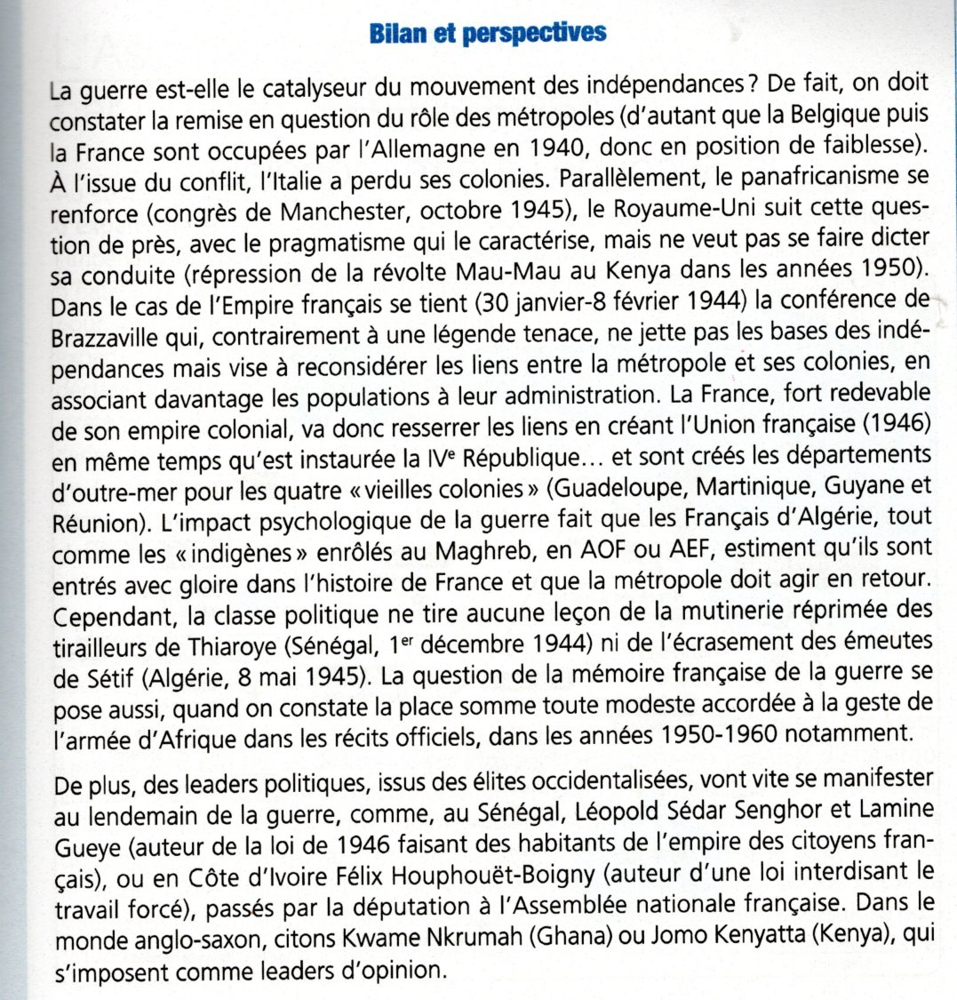 Bilan et perspectives
La guerre est-elle le catalyseur du mouvement des indépendances ? De fait, on doit
constater la remise en question du rôle des métropoles (d'autant que la Belgique puis
la France sont occupées par l'Allemagne en 1940, donc en position de faiblesse).
À l'issue du conflit, l'Italie a perdu ses colonies. Parallèlement, le panafricanisme se
renforce (congrès de Manchester, octobre 1945), le Royaume-Uni suit cette ques-
tion de près, avec le pragmatisme qui le caractérise, mais ne veut pas se faire dicter
sa conduite (répression de la révolte Mau-Mau au Kenya dans les années 1950).
Dans le cas de l'Empire français se tient (30 janvier-8 février 1944) la conférence de
Brazzaville qui, contrairement à une légende tenace, ne jette pas les bases des indé-
pendances mais vise à reconsidérer les liens entre la métropole et ses colonies, en
associant davantage les populations à leur administration. La France, fort redevable
de son empire colonial, va donc resserrer les liens en créant l'Union française (1946)
en même temps qu'est instaurée la IVe République... et sont créés les départements
d'outre-mer pour les quatre « vieilles colonies » (Guadeloupe, Martinique, Guyane et
Réunion). L'impact psychologique de la guerre fait que les Français d'Algérie, tout
comme les « indigènes » enrôlés au Maghreb, en AOF ou AEF, estiment qu'ils sont
entrés avec gloire dans l'histoire de France et que la métropole doit agir en retour.
Cependant, la classe politique ne tire aucune leçon de la mutinerie réprimée des
tirailleurs de Thiaroye (Sénégal, 1er décembre 1944) ni de l'écrasement des émeutes
de Sétif (Algérie, 8 mai 1945). La question de la mémoire française de la guerre se
pose aussi, quand on constate la place somme toute modeste accordée à la geste de
l'armée d'Afrique dans les récits officiels, dans les années 1950-1960 notamment.
De plus, des leaders politiques, issus des élites occidentalisées, vont vite se manifester
au lendemain de la guerre, comme, au Sénégal, Léopold Sédar Senghor et Lamine
Gueye (auteur de la loi de 1946 faisant des habitants de l'empire des citoyens fran-
çais), ou en Côte d'Ivoire Félix Houphouët-Boigny (auteur d'une loi interdisant le
travail forcé), passés par la députation à l'Assemblée nationale française. Dans le
monde anglo-saxon, citons Kwame Nkrumah (Ghana) ou Jomo Kenyatta (Kenya), qui
s'imposent comme leaders d'opinion.